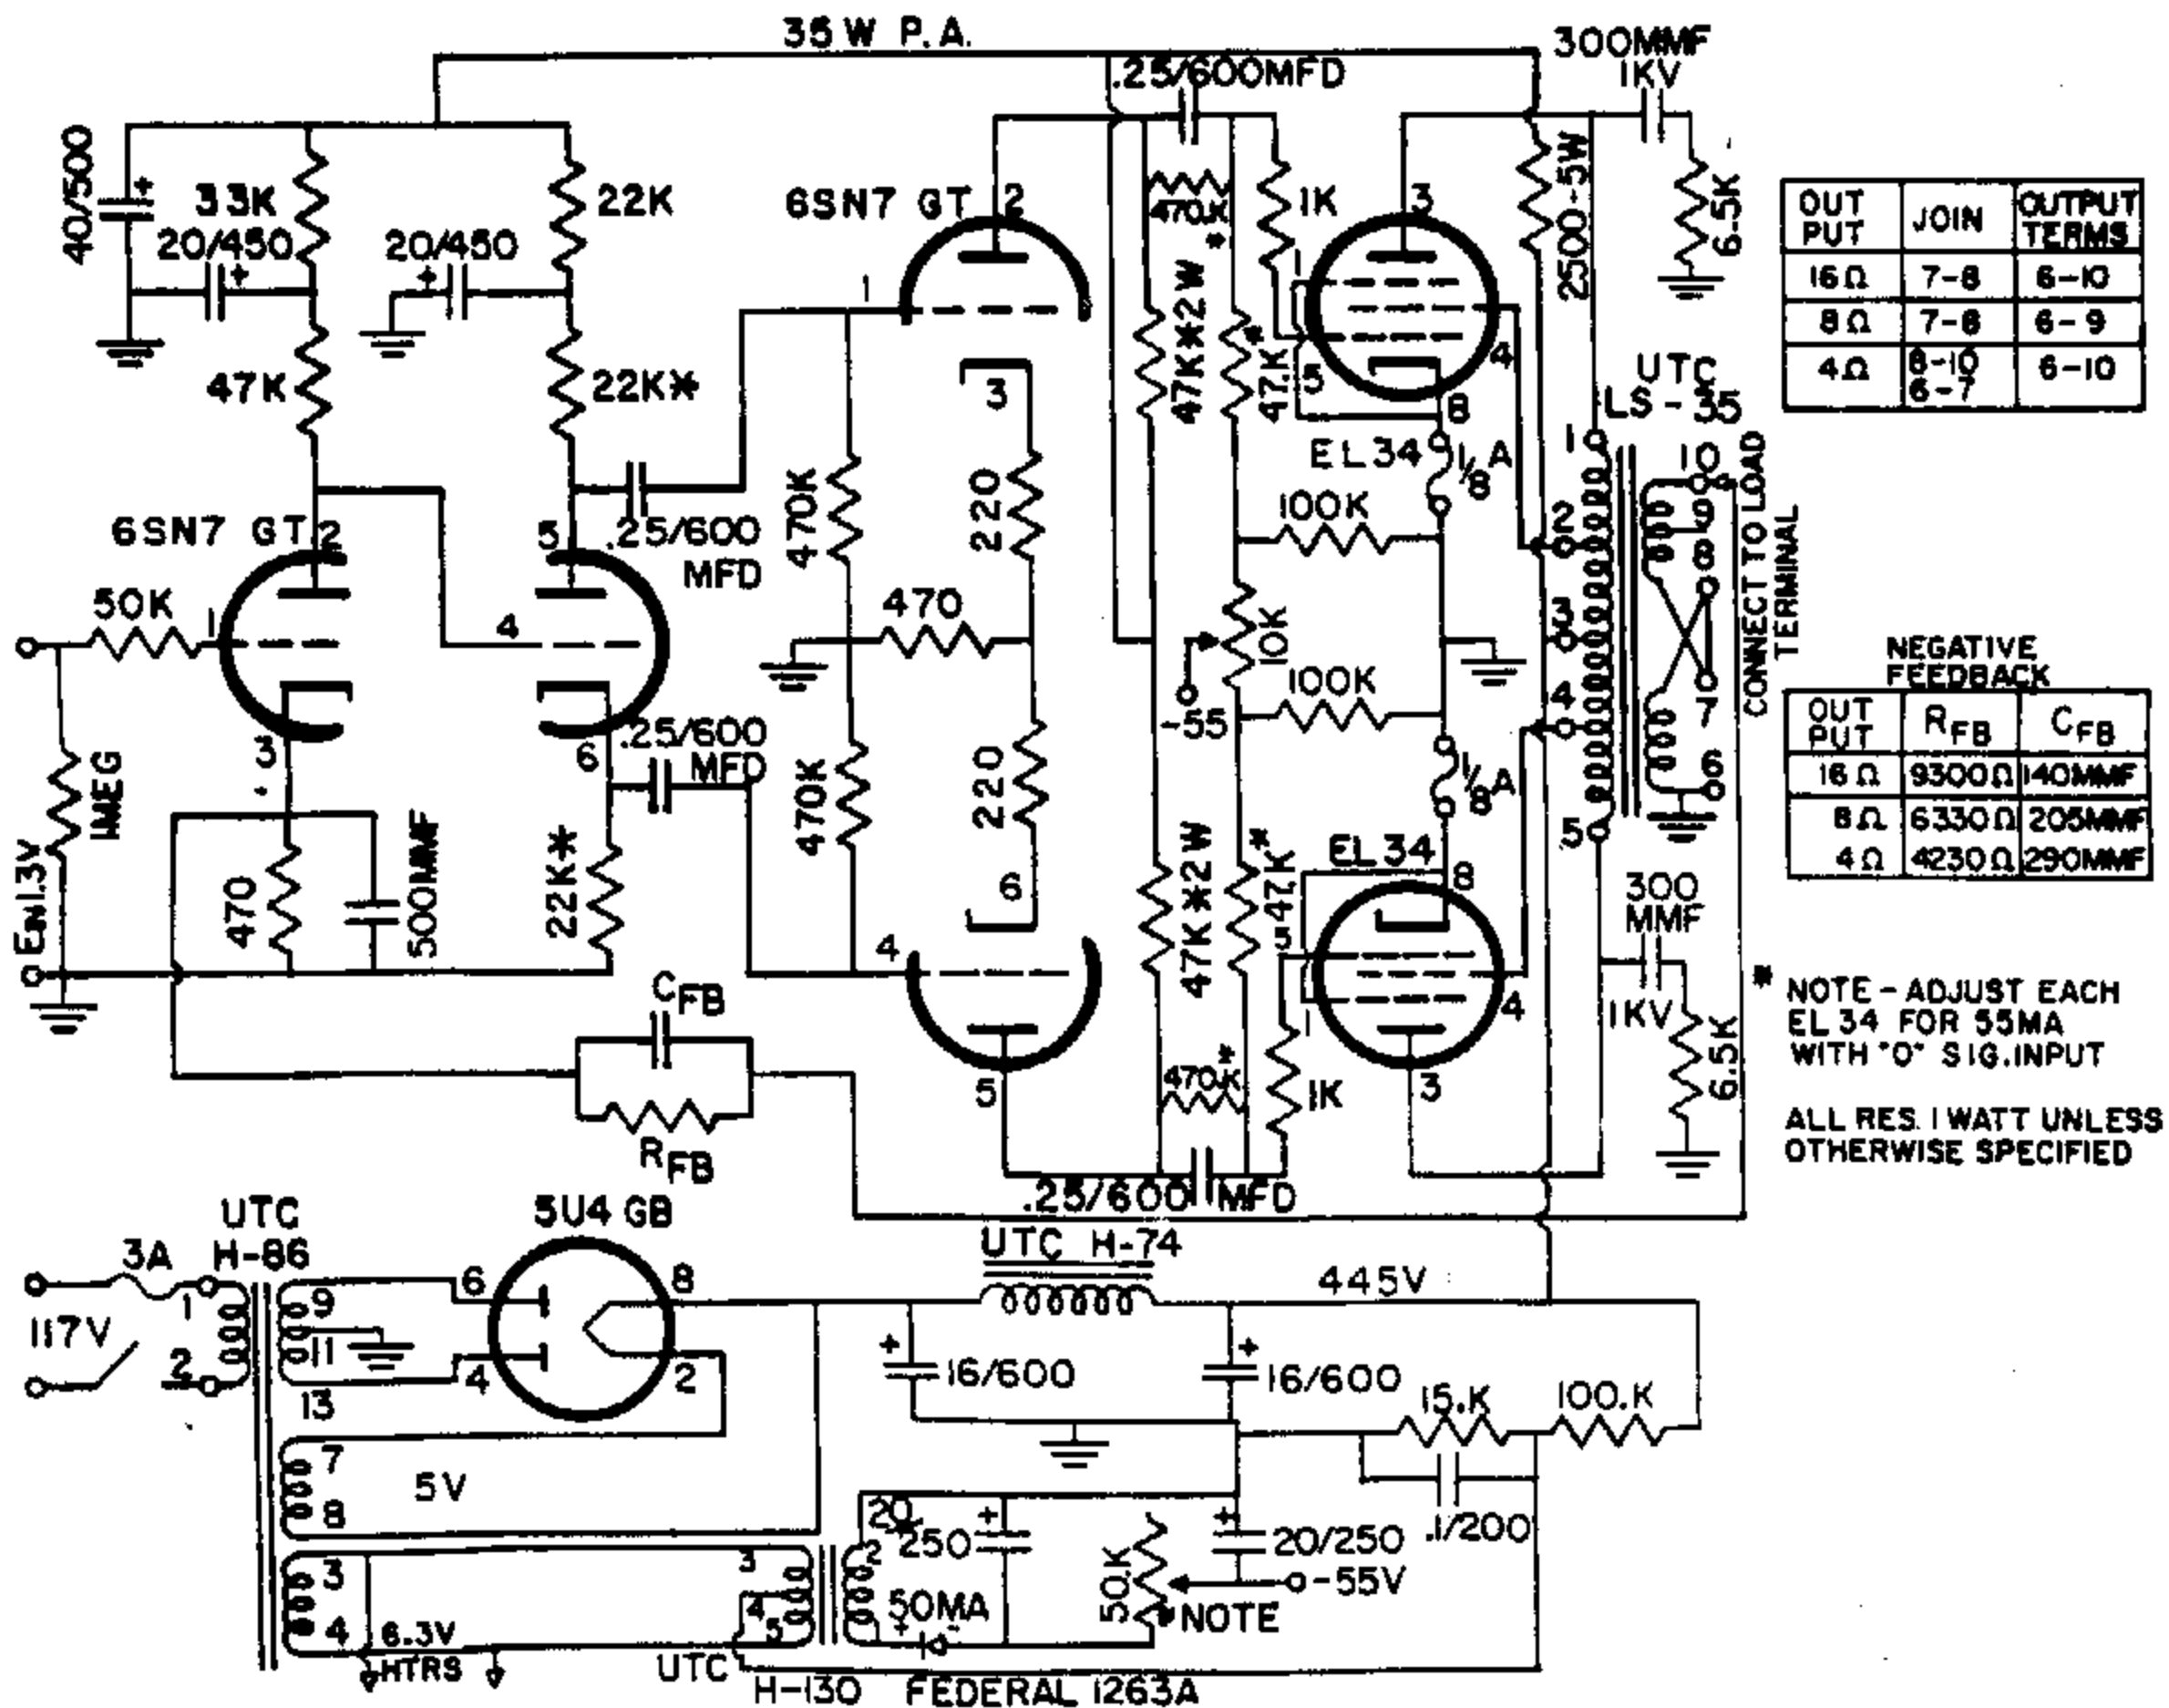 35 W P.A.
300MMF
1KV
.25/600MFD
40/500
+
33K
20/450
+
20/450
+
22K
6SN7 GT
2
470.K
*
1K
3
2500-5W
6-5K
OUT PUT
JOIN
OUTPUT TERMS
16Ω
7-8
6-10
8Ω
7-8
6-9
4Ω
8-10
6-7
6-10
47K
22K*
1
3
47K*2W
47.K
*
1
5
4
8
UTC
LS-35
EL34
1/8 A
100K
1
2
3
4
5
10
9
8
7
6
CONNECT TO LOAD TERMINAL
6SN7 GT
2
5
.25/600
MFD
470K
220
50K
1
4
470
10K
-55
100K
3
6
.25/600
MFD
470K
220
1/8 A
NEGATIVE
FEEDBACK
OUT PUT
RFB
CFB
16Ω
9300Ω
140MMF
8Ω
6330Ω
205MMF
4Ω
4230Ω
290MMF
1MEG
EIN1.3V
470
500MMF
22K*
6
4
47K*2W
47.K
*
EL34
8
5
4
1
3
300
MMF
1KV
6.5K
* NOTE - ADJUST EACH
EL 34 FOR 55MA
WITH "O" SIG. INPUT
ALL RES. 1 WATT UNLESS
OTHERWISE SPECIFIED
CFB
RFB
5
470.K
*
1K
.25/600 MFD
UTC
H-86
3A
5U4 GB
UTC H-74
445V
1
117V
2
9
11
13
6
4
8
2
+
16/600
+
16/600
15.K
100.K
.1/200
7
8
5V
3
4
6.3V
HTRS
3
4
5
UTC
H-130
20/250
+
2
50MA
+
-
50.K
*NOTE
+
20/250
-55V
FEDERAL 1263A